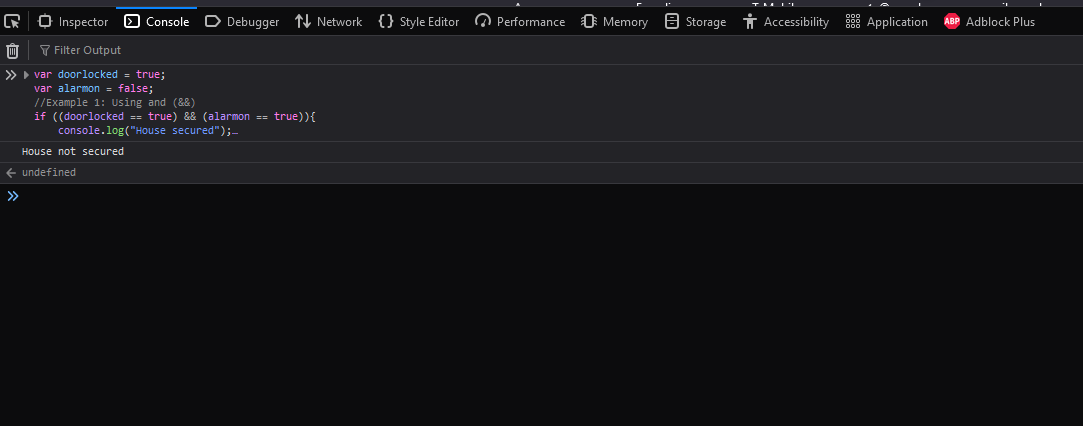 Inspector Console Debugger Network Style Editor Performance Memory Storage Accessibility Application ABP Adblock Plus
Filter Output
var doorlocked = true;
var alarmon = false;
//Example 1: Using and (&&)
if ((doorlocked == true) && (alarmon == true)){
console.log("House secured");…
House not secured
undefined